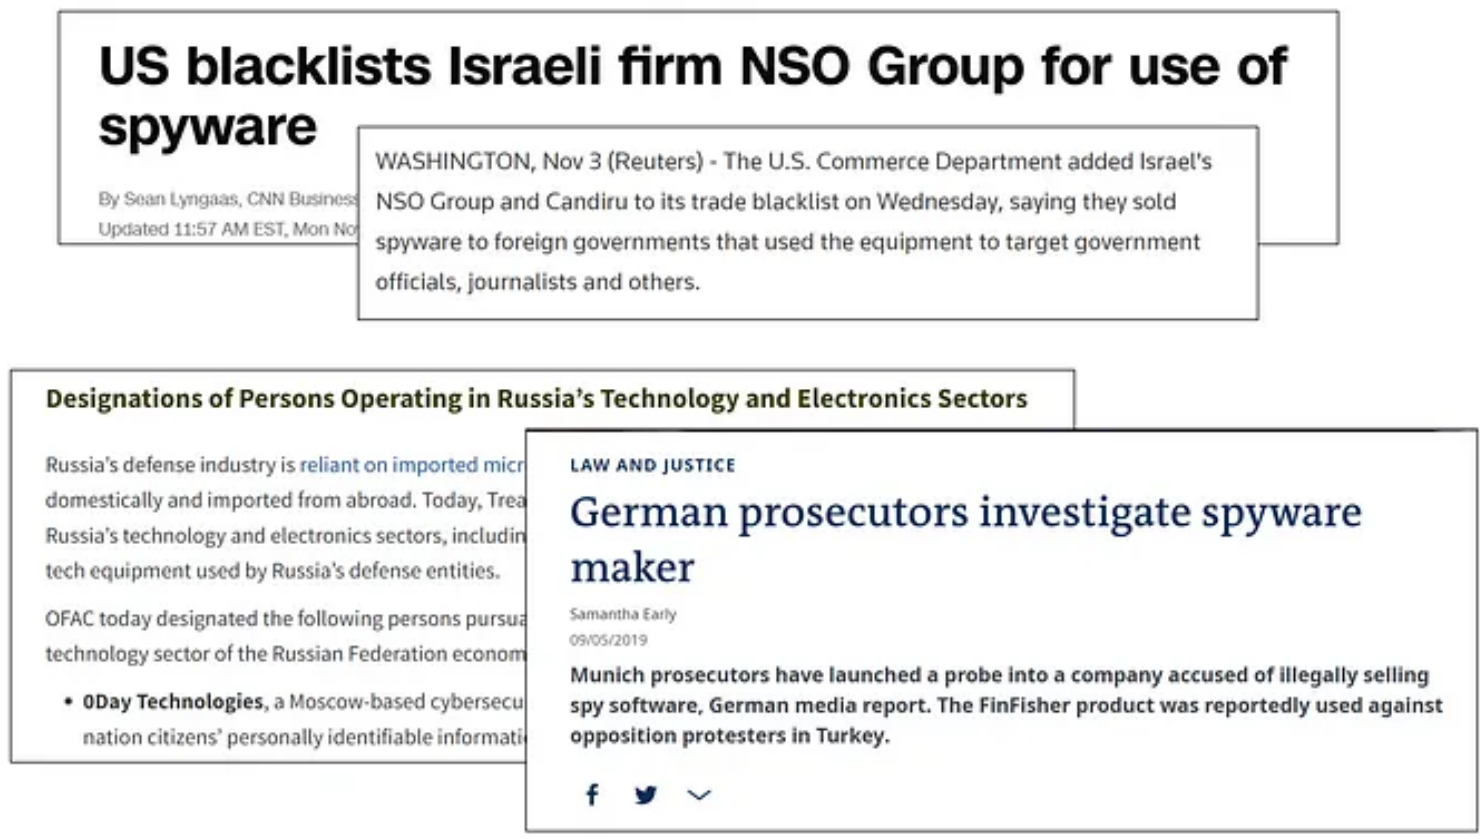 US blacklists Israeli firm NSO Group for use of
spyware
By Sean Lyngaas, CNN Business
Updated 11:57 AM EST, Mon No
WASHINGTON, Nov 3 (Reuters) - The U.S. Commerce Department added Israel's
NSO Group and Candiru to its trade blacklist on Wednesday, saying they sold
spyware to foreign governments that used the equipment to target government
officials, journalists and others.
Designations of Persons Operating in Russia’s Technology and Electronics Sectors
Russia’s defense industry is reliant on imported micr
domestically and imported from abroad. Today, Trea
Russia’s technology and electronics sectors, includin
tech equipment used by Russia’s defense entities.
OFAC today designated the following persons pursua
technology sector of the Russian Federation econom
• 0Day Technologies, a Moscow-based cybersecu
nation citizens’ personally identifiable informati
LAW AND JUSTICE
German prosecutors investigate spyware
maker
Samantha Early
09/05/2019
Munich prosecutors have launched a probe into a company accused of illegally selling
spy software, German media report. The FinFisher product was reportedly used against
opposition protesters in Turkey.